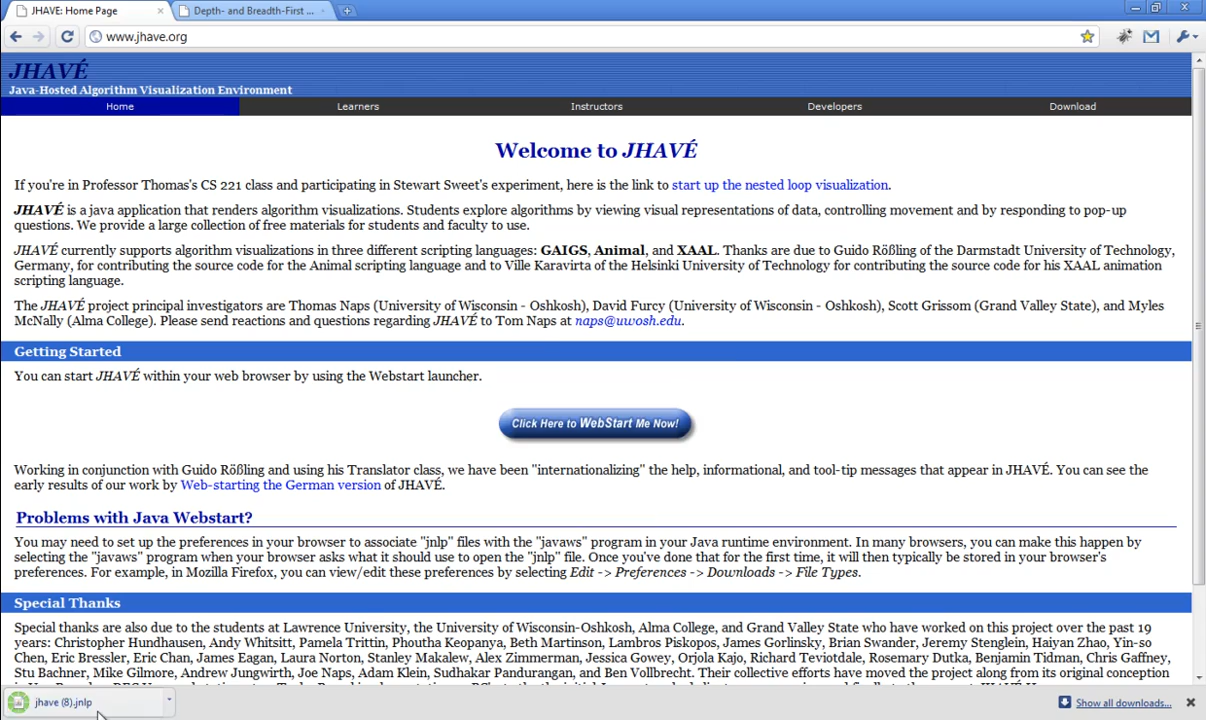 JHAVE: Home Page
Depth- and Breadth-First ...
www.jhave.org
JHAVÉ
Java-Hosted Algorithm Visualization Environment
Home Learners Instructors Developers Download
Welcome to JHAVÉ
If you're in Professor Thomas's CS 221 class and participating in Stewart Sweet's experiment, here is the link to start up the nested loop visualization.
JHAVÉ is a java application that renders algorithm visualizations. Students explore algorithms by viewing visual representations of data, controlling movement and by responding to pop-up
questions. We provide a large collection of free materials for students and faculty to use.
JHAVÉ currently supports algorithm visualizations in three different scripting languages: GAIGS, Animal, and XAAL. Thanks are due to Guido Rößling of the Darmstadt University of Technology,
Germany, for contributing the source code for the Animal scripting language and to Ville Karavirta of the Helsinki University of Technology for contributing the source code for his XAAL animation
scripting language.
The JHAVÉ project principal investigators are Thomas Naps (University of Wisconsin - Oshkosh), David Furcy (University of Wisconsin - Oshkosh), Scott Grissom (Grand Valley State), and Myles
McNally (Alma College). Please send reactions and questions regarding JHAVÉ to Tom Naps at naps@uwosh.edu.
Getting Started
You can start JHAVÉ within your web browser by using the Webstart launcher.
Click Here to WebStart Me Now!
Working in conjunction with Guido Rößling and using his Translator class, we have been "internationalizing" the help, informational, and tool-tip messages that appear in JHAVÉ. You can see the
early results of our work by Web-starting the German version of JHAVÉ.
Problems with Java Webstart?
You may need to set up the preferences in your browser to associate "jnlp" files with the "javaws" program in your Java runtime environment. In many browsers, you can make this happen by
selecting the "javaws" program when your browser asks what it should use to open the "jnlp" file. Once you've done that for the first time, it will then typically be stored in your browser's
preferences. For example, in Mozilla Firefox, you can view/edit these preferences by selecting Edit -> Preferences -> Downloads -> File Types.
Special Thanks
Special thanks are also due to the students at Lawrence University, the University of Wisconsin-Oshkosh, Alma College, and Grand Valley State who have worked on this project over the past 19
years: Christopher Hundhausen, Andy Whitsitt, Pamela Trittin, Phoutha Keopanya, Beth Martinson, Lambros Piskopos, James Gorlinsky, Brian Swander, Jeremy Stenglein, Haiyan Zhao, Yin-so
Chen, Eric Bressler, Eric Chan, James Eagan, Laura Norton, Stanley Makalew, Alex Zimmerman, Jessica Gowey, Orjola Kajo, Richard Teviotdale, Rosemary Dutka, Benjamin Tidman, Chris Gaffney,
Stu Bachner, Mike Gilmore, Andrew Jungwirth, Joe Naps, Adam Klein, Sudhakar Pandurangan, and Ben Vollbrecht. Their collective efforts have moved the project along from its original conception
jhave (8).jnlp
Show all downloads...